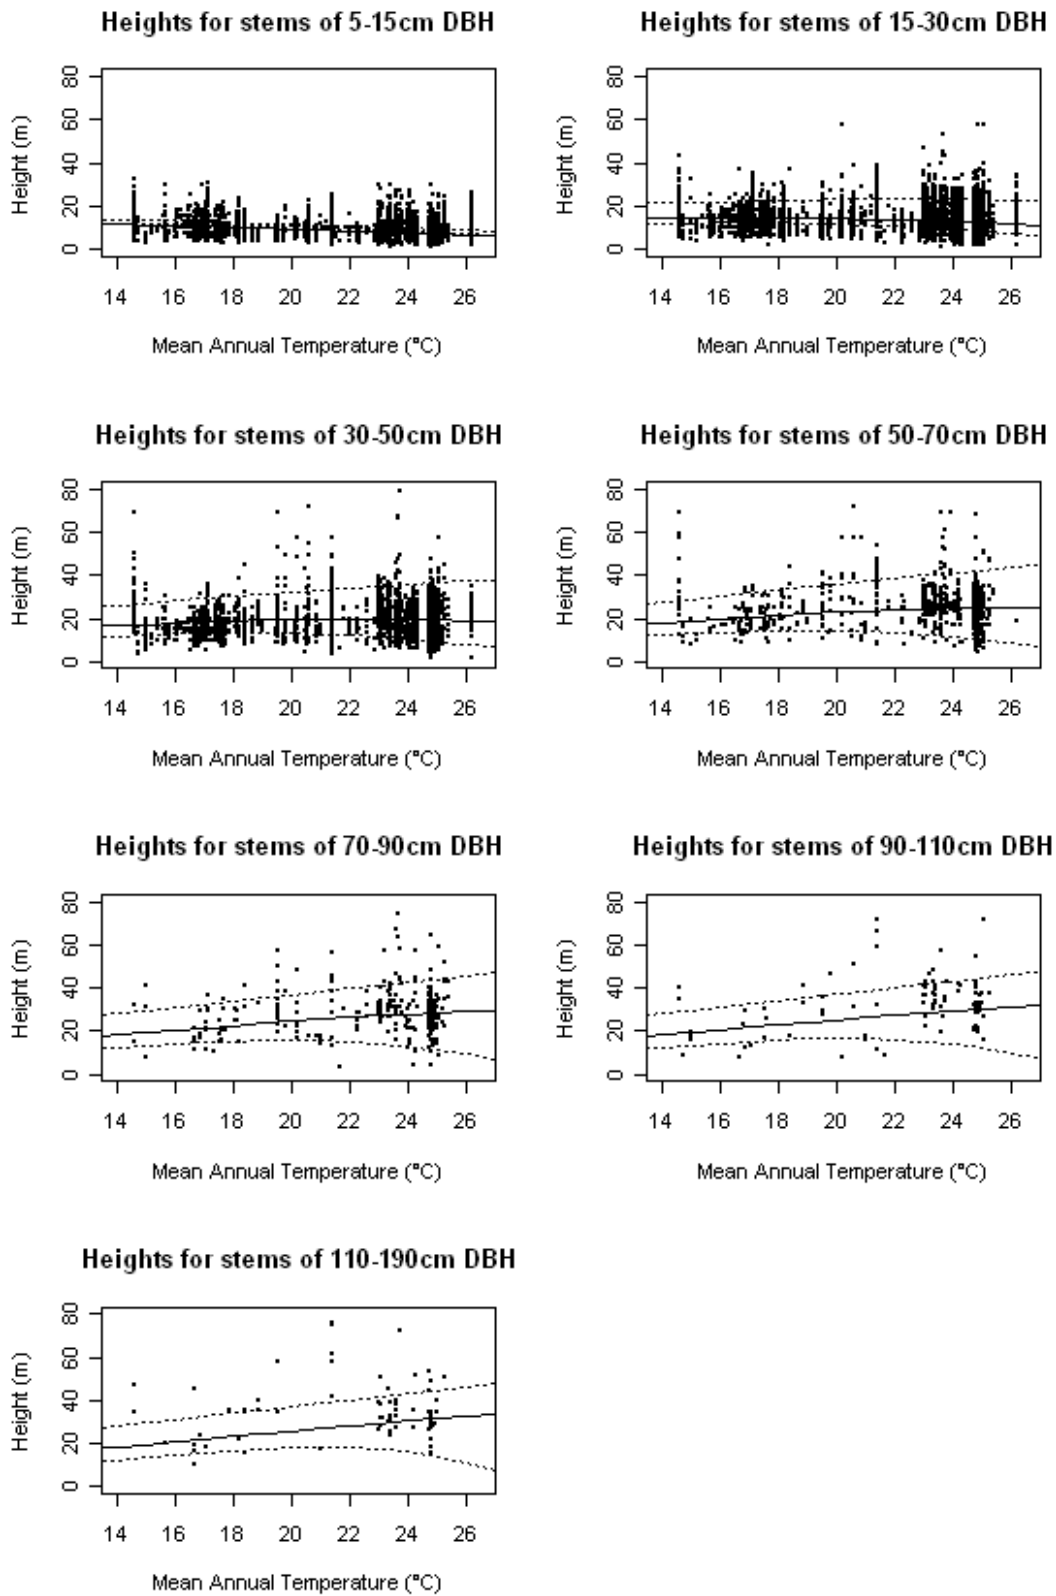 Heights for stems of 5-15cm DBH
Height (m)
80
60
40
20
0
14 16 18 20 22 24 26
Mean Annual Temperature (°C)
Heights for stems of 15-30cm DBH
Height (m)
80
60
40
20
0
14 16 18 20 22 24 26
Mean Annual Temperature (°C)
Heights for stems of 30-50cm DBH
Height (m)
80
60
40
20
0
14 16 18 20 22 24 26
Mean Annual Temperature (°C)
Heights for stems of 50-70cm DBH
Height (m)
80
60
40
20
0
14 16 18 20 22 24 26
Mean Annual Temperature (°C)
Heights for stems of 70-90cm DBH
Height (m)
80
60
40
20
0
14 16 18 20 22 24 26
Mean Annual Temperature (°C)
Heights for stems of 90-110cm DBH
Height (m)
80
60
40
20
0
14 16 18 20 22 24 26
Mean Annual Temperature (°C)
Heights for stems of 110-190cm DBH
Height (m)
80
60
40
20
0
14 16 18 20 22 24 26
Mean Annual Temperature (°C)